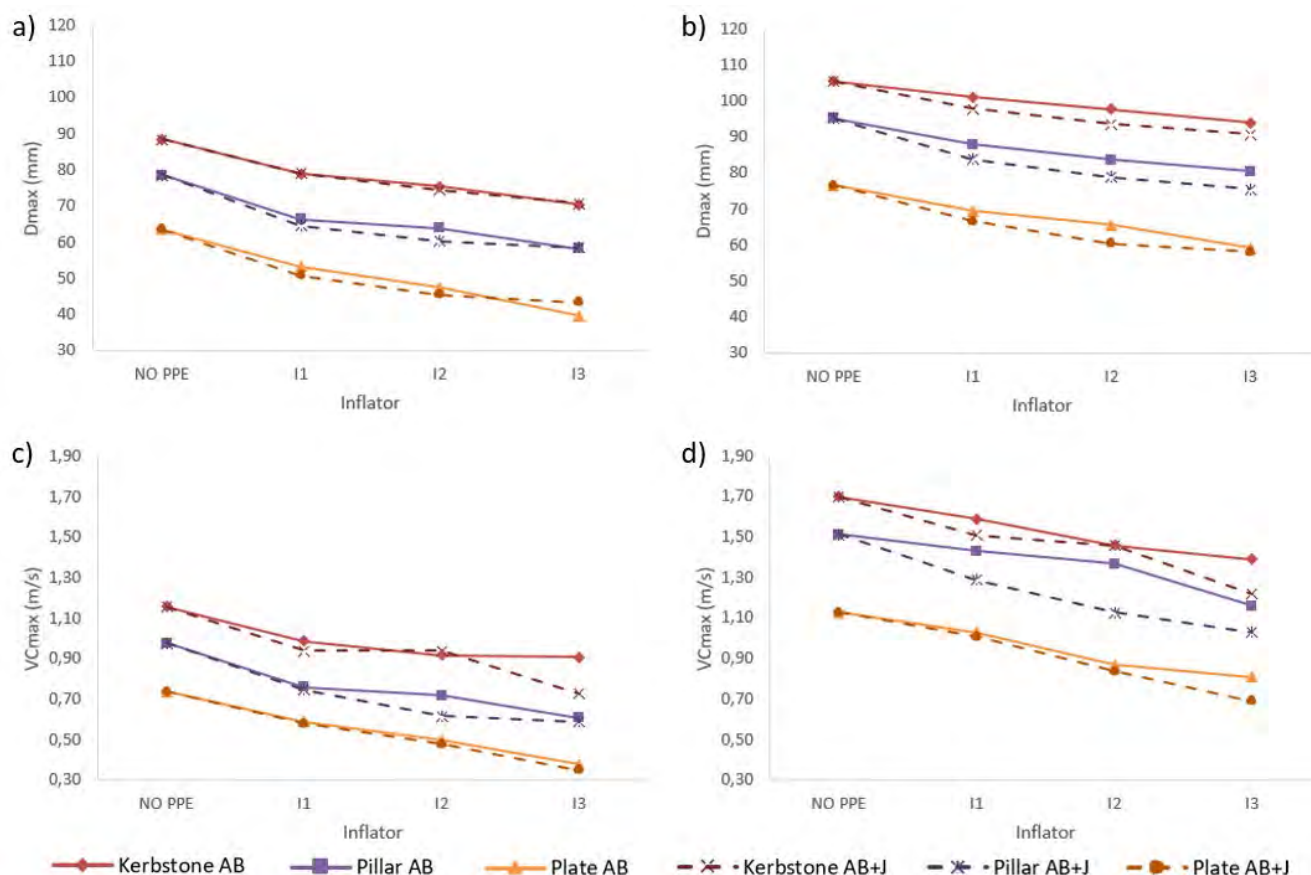 a)
Dmax (mm)
120
110
100
90
80
70
60
50
40
30
NO PPE I1 I2 I3
Inflator
b)
Dmax (mm)
120
110
100
90
80
70
60
50
40
30
NO PPE I1 I2 I3
Inflator
c)
VCmax (m/s)
1,90
1,70
1,50
1,30
1,10
0,90
0,70
0,50
0,30
NO PPE I1 I2 I3
Inflator
d)
VCmax (m/s)
1,90
1,70
1,50
1,30
1,10
0,90
0,70
0,50
0,30
NO PPE I1 I2 I3
Inflator
Kerbstone AB Pillar AB Plate AB Kerbstone AB+J Pillar AB+J Plate AB+J